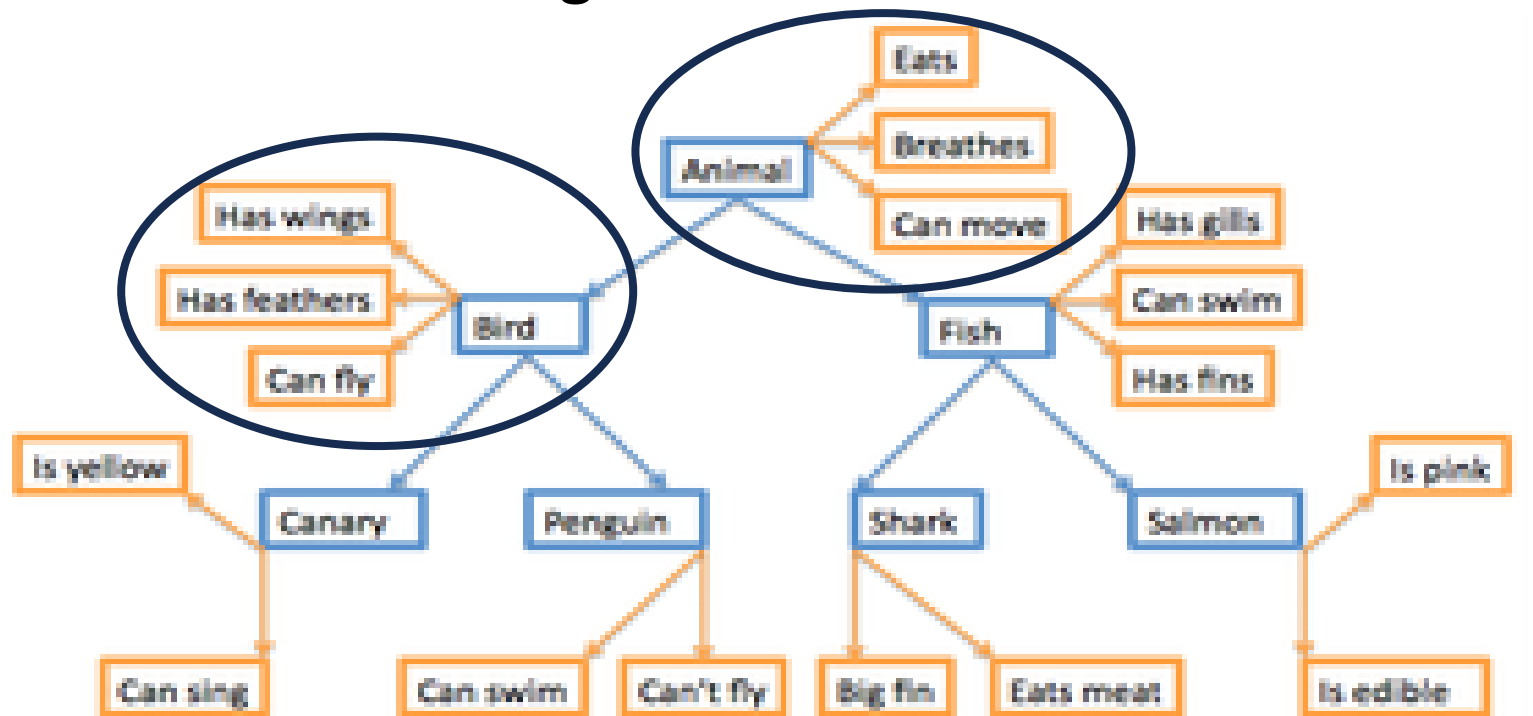 Eats
Breathes
Animal
Can move
Has wings
Has gills
Has feathers
Can swim
Bird
Fish
Can fly
Has fins
Is yellow
Is pink
Canary
Penguin
Shark
Salmon
Can sing
Can swim
Can't fly
Big fin
Eats meat
Is edible